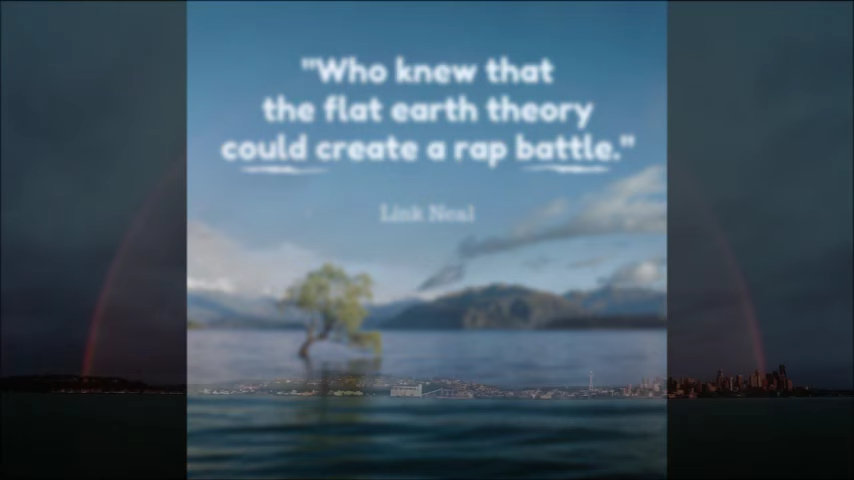 "Who knew that
the flat earth theory
could create a rap battle."
Link Neal